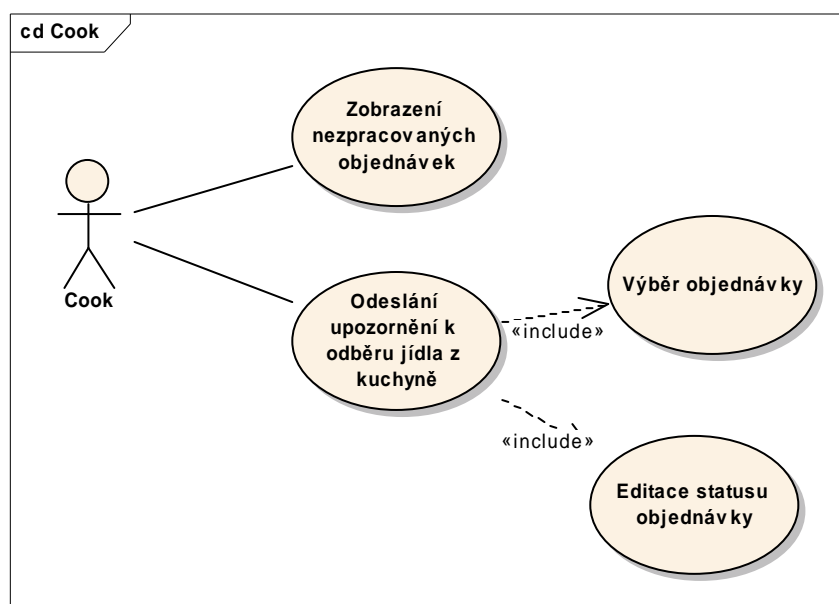 cd Cook
Zobrazení
nezpracovaných
objednávek
Cook
Odeslání
upozornění k
odběru jídla z
kuchyně
«include»
Výběr objednávky
«include»
Editace statusu
objednávky